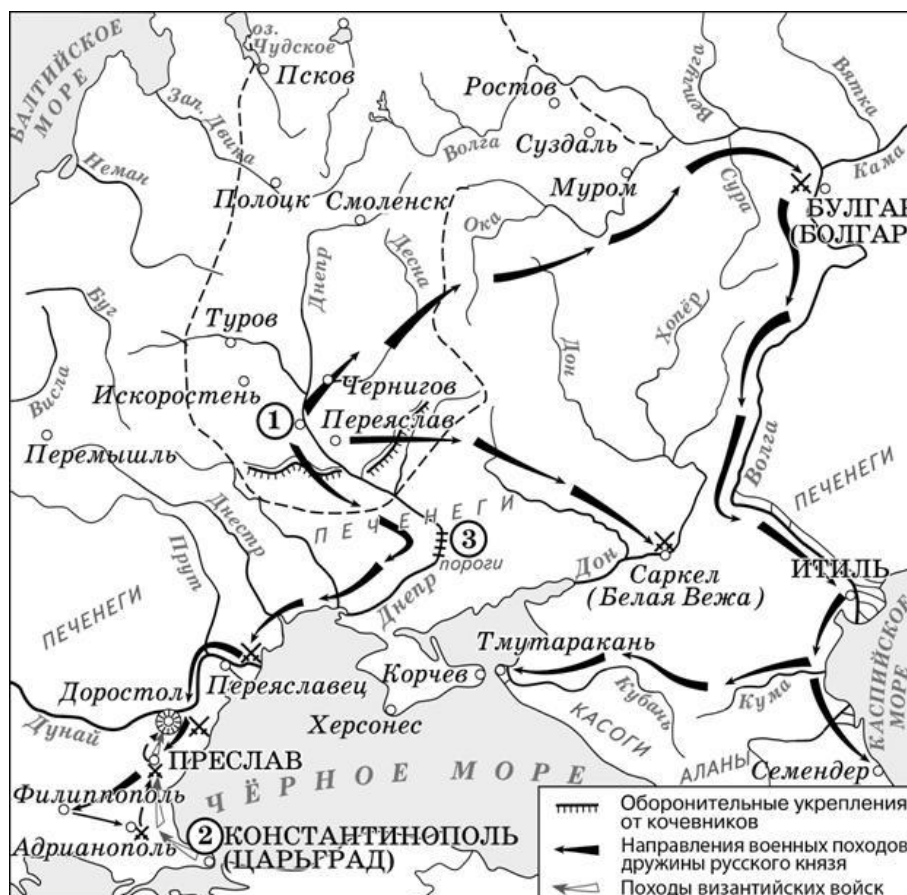 БАЛТИЙСКОЕ
МОРЕ
оз.
Чудское
Псков
Ростов
Ветлуга
Вятка
Зап. Двина
Волга
Суздаль
Неман
Полоцк
Смоленск
Муром
Ока
Сура
Кама
БУЛГАР
(БОЛГАР
Днепр
Десна
Буг
Туров
Дон
Хопёр
Висла
Искоростень
Чернигов
1
Переяслав
Перемышль
Волга
ПЕЧЕНЕГИ
Днестр
ПЕЧЕНЕГИ
3
пороги
Прут
ИТИЛЬ
Дон
Саркел
(Белая Вежа)
Днепр
ПЕЧЕНЕГИ
Тмутаракань
Переяславец
Корчев
Доростол
Кубань
Кума
КАСПИЙСКОЕ
МОРЕ
Дунай
Херсонес
КАСОГИ
ПРЕСЛАВ
АЛАНЫ
Семендер
ЧЁРНОЕ МОРЕ
Филиппополь
2
КОНСТАНТИНОПОЛЬ
(ЦАРЬГРАД)
Адрианополь
Оборонительные укрепления
от кочевников
Направления военных походов
дружины русского князя
Походы византийских войск